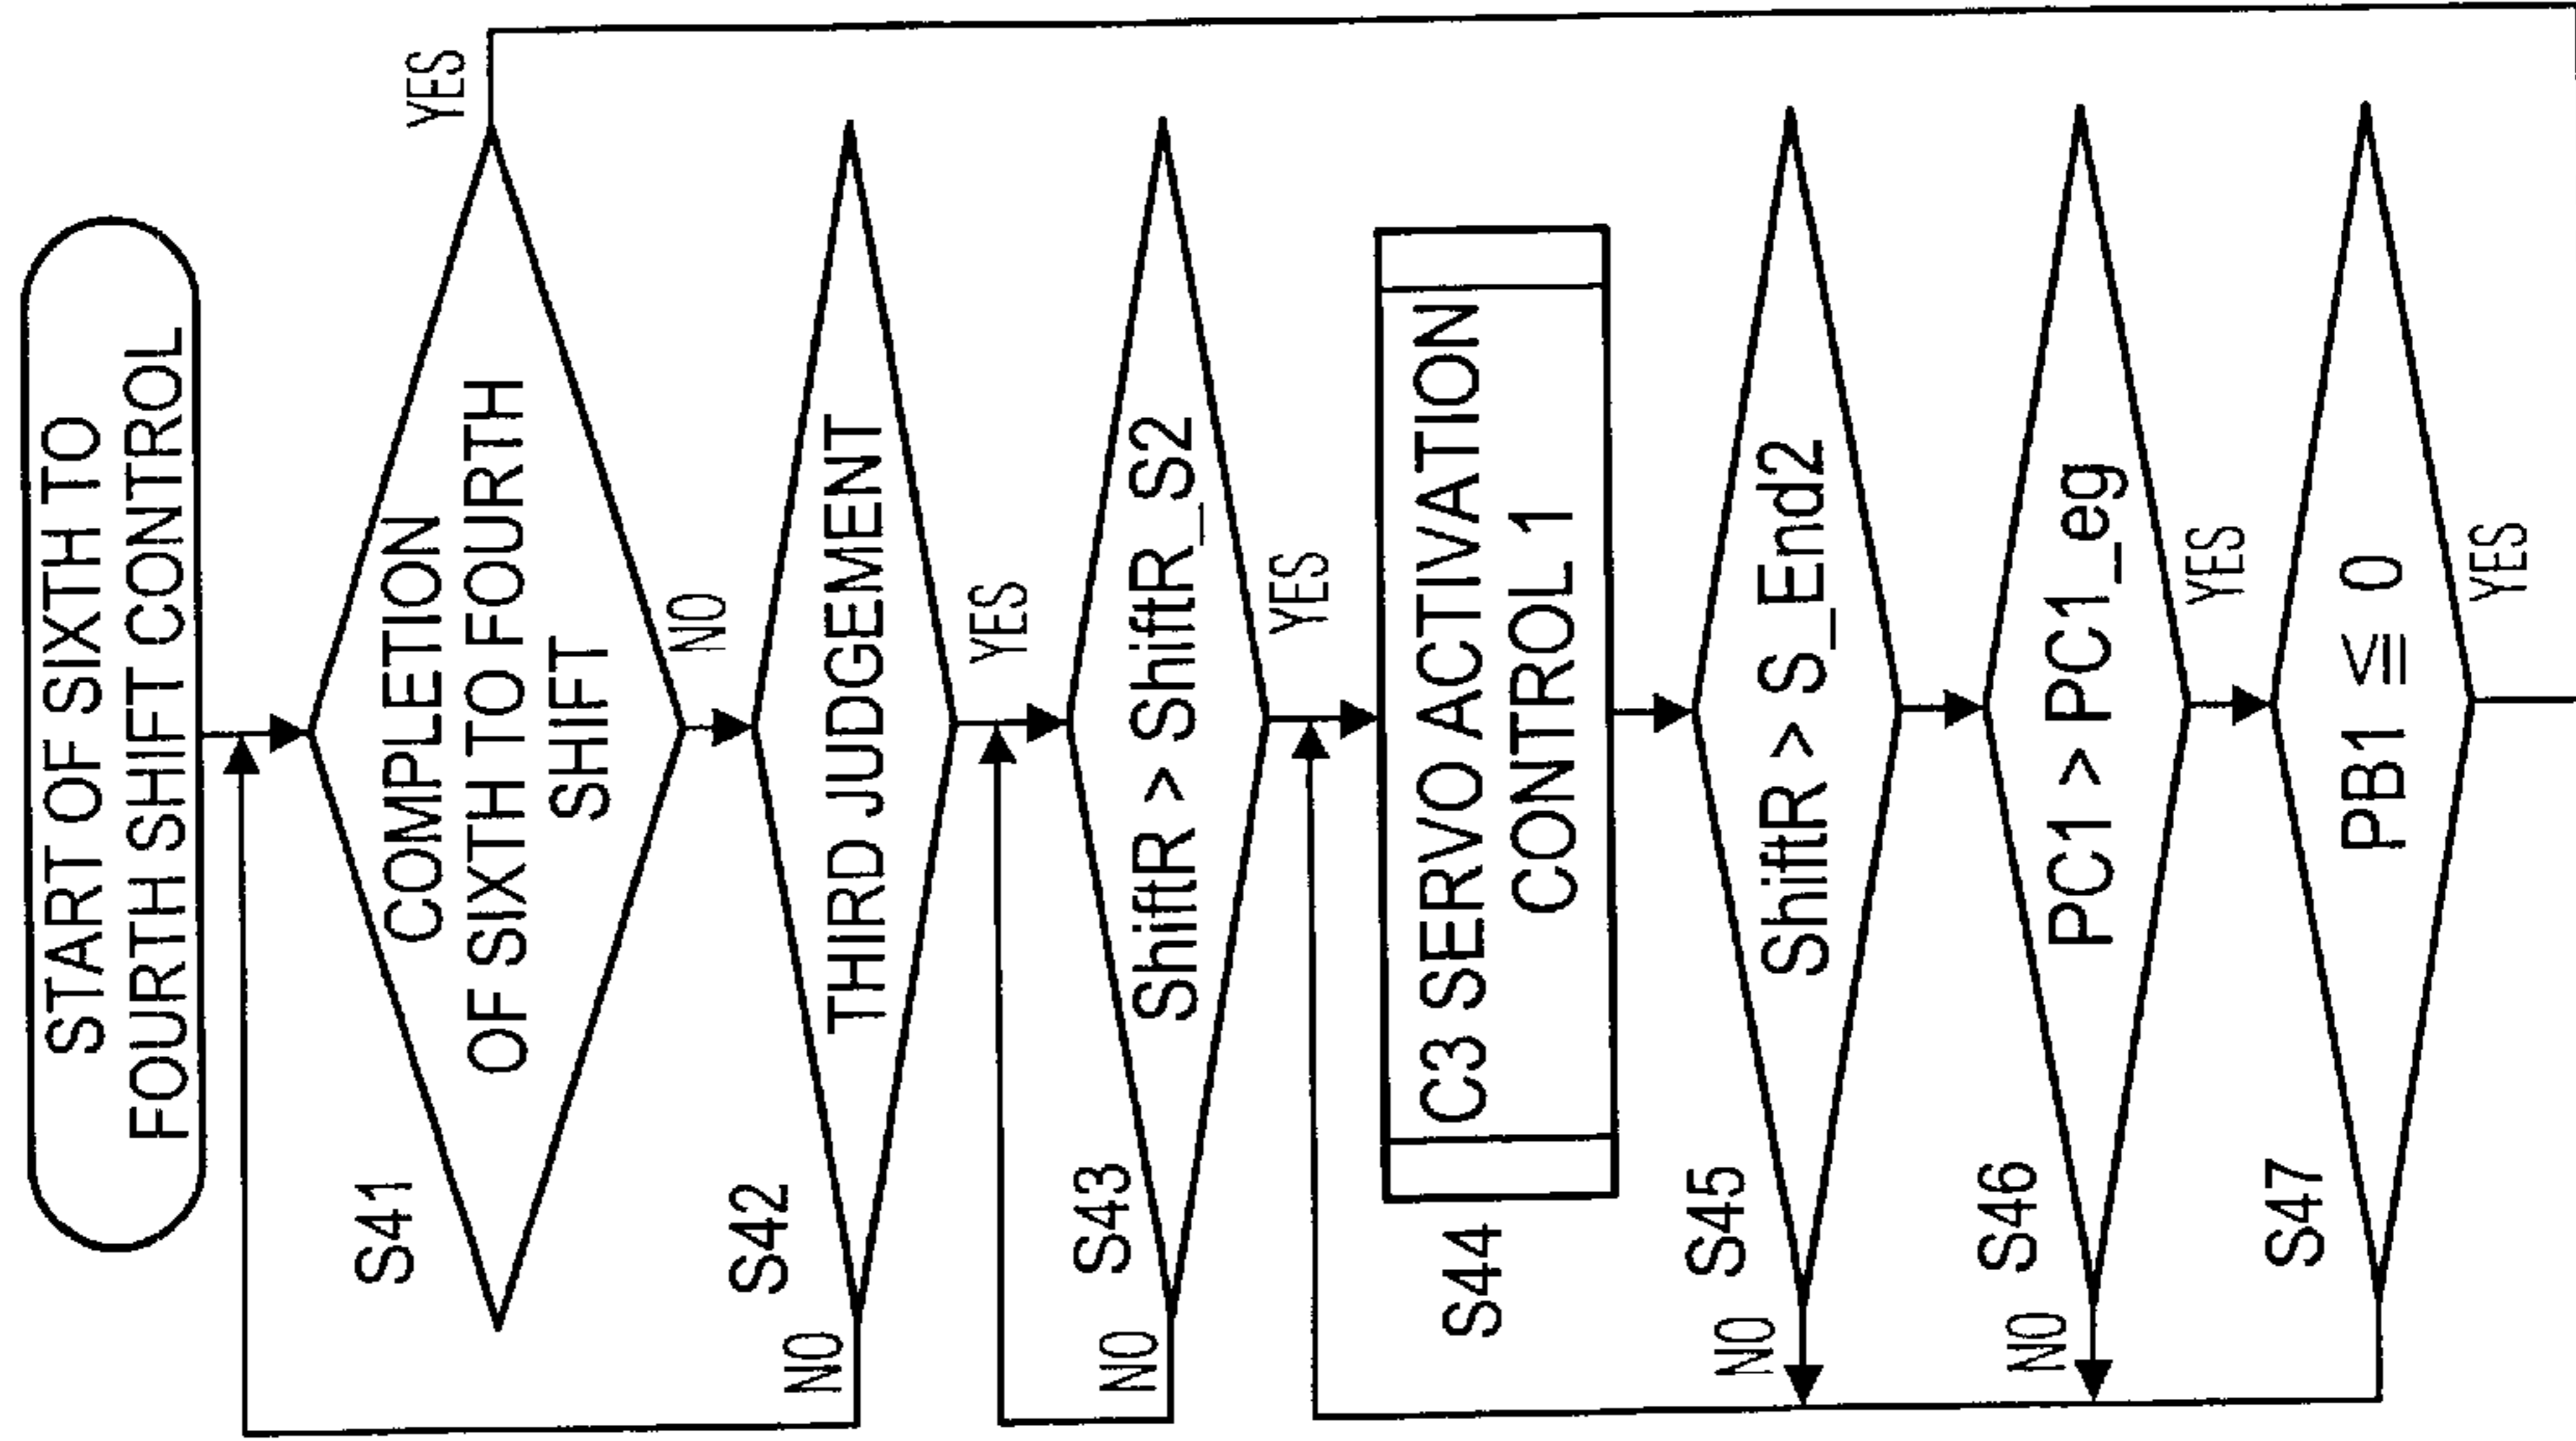 START OF SIXTH TO
FOURTH SHIFT CONTROL
S41
COMPLETION
OF SIXTH TO FOURTH
SHIFT
YES
NO
S42
THIRD JUDGEMENT
NO
YES
S43
ShiftR > ShiftR_S2
NO
YES
S44
C3 SERVO ACTIVATION
CONTROL 1
S45
ShiftR > S_End2
NO
S46
PC1 > PC1_eg
NO
YES
S47
PB1 ≦ 0
YES